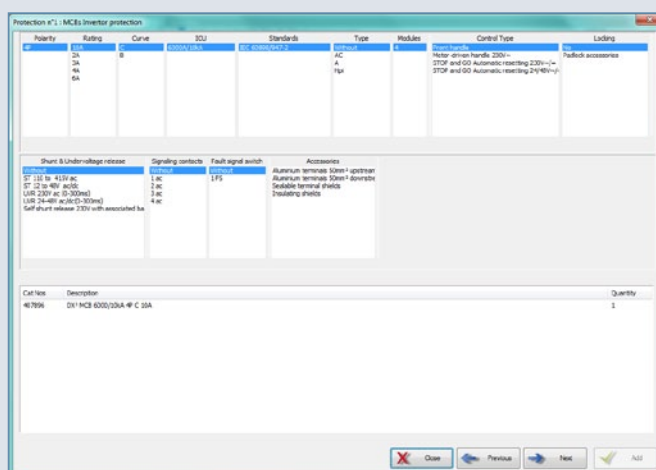 Protection n°1 : MCBs Invertor protection
Polarity Rating Curve ICU Standards Type Modules Control Type Locking
4P 10A C 6000A/10kA IEC 60898/947-2 Without 4 Front handle No
2A B AC Motor driven handle 230V~ Padlock accessories
3A A STOP and GO Automatic resetting 230V~/=
4A Hpi STOP and GO Automatic resetting 24/48V~/=
6A
Shunt & Undervoltage release Signaling contacts Fault signal switch Accessories
Without Without Without Aluminum terminals 50mm² upstream
ST 110 to 415V ac 1 ac 1 FS Aluminum terminals 50mm² downstre
ST 12 to 48V ac/dc 2 ac Sealable terminal shields
UVR 230V ac (0-300ms) 3 ac Insulating shields
UVR 24-48V ac/dc(0-300ms) 4 ac
Self shunt release 230V with associated ba
Cat.Nos Description Quantity
407896 DX³ MCB 6000/10kA 4P C 10A 1
Close Previous Next Add